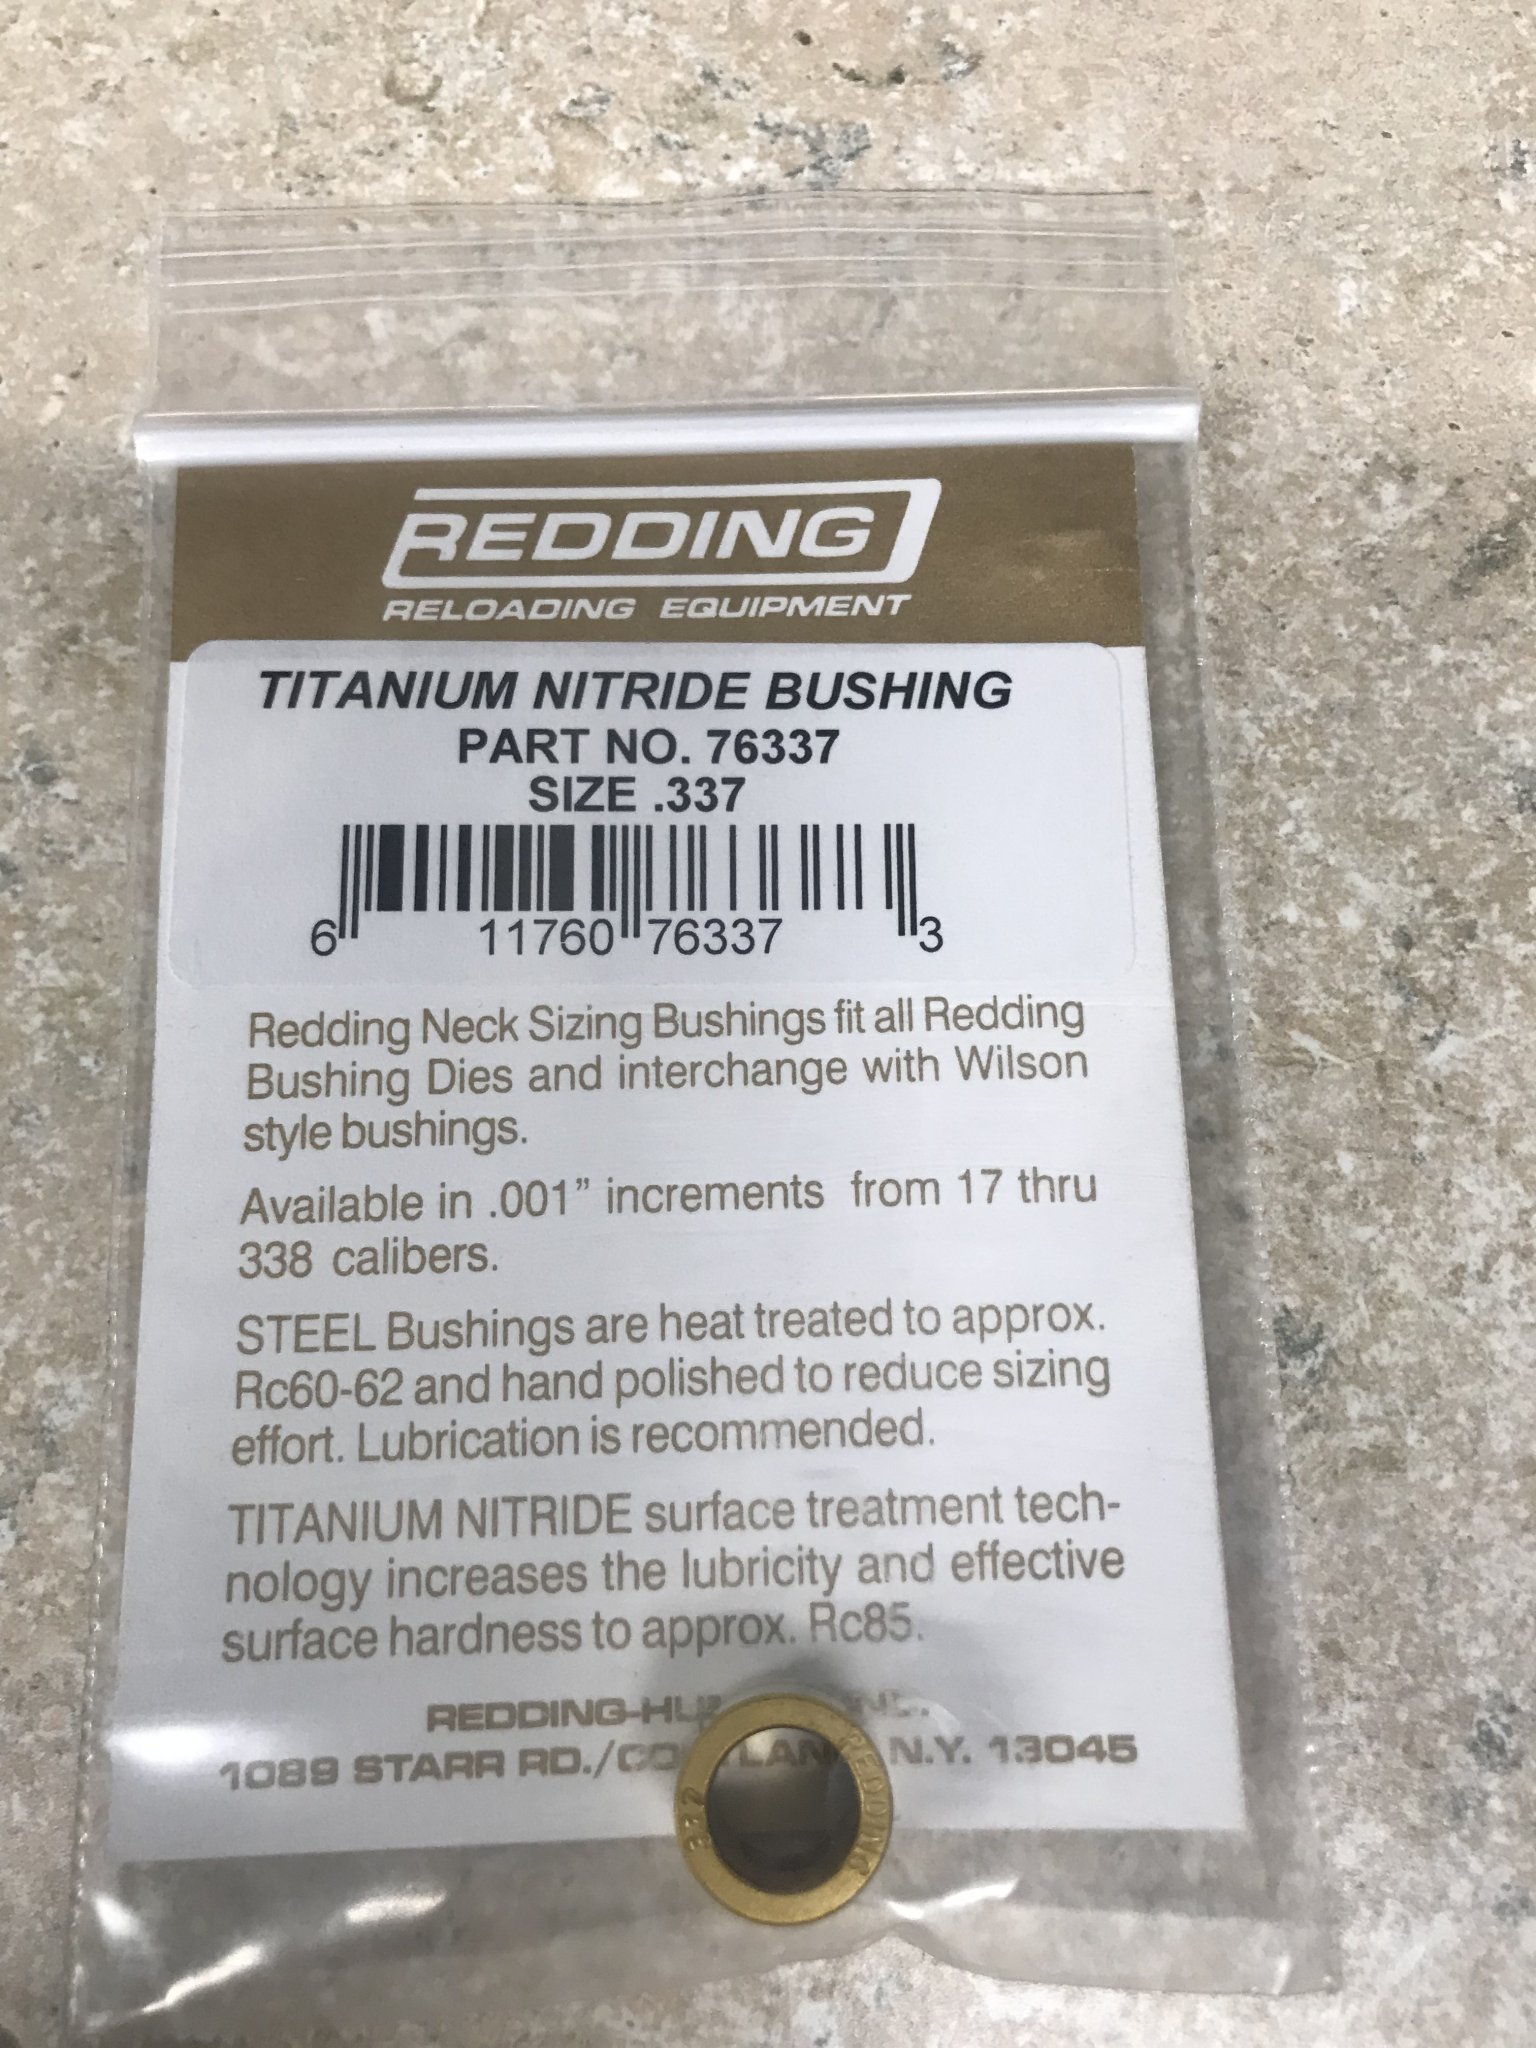 REDDING
RELOADING EQUIPMENT
TITANIUM NITRIDE BUSHING
PART NO. 76337
SIZE .337
6 11760 76337 3
Redding Neck Sizing Bushings fit all Redding
Bushing Dies and interchange with Wilson
style bushings.
Available in .001” increments from 17 thru
338 calibers.
STEEL Bushings are heat treated to approx.
Rc60-62 and hand polished to reduce sizing
effort. Lubrication is recommended.
TITANIUM NITRIDE surface treatment tech-
nology increases the lubricity and effective
surface hardness to approx. Rc85.
INC.
1089 STARR RD./ N.Y. 13045
337 REDDING